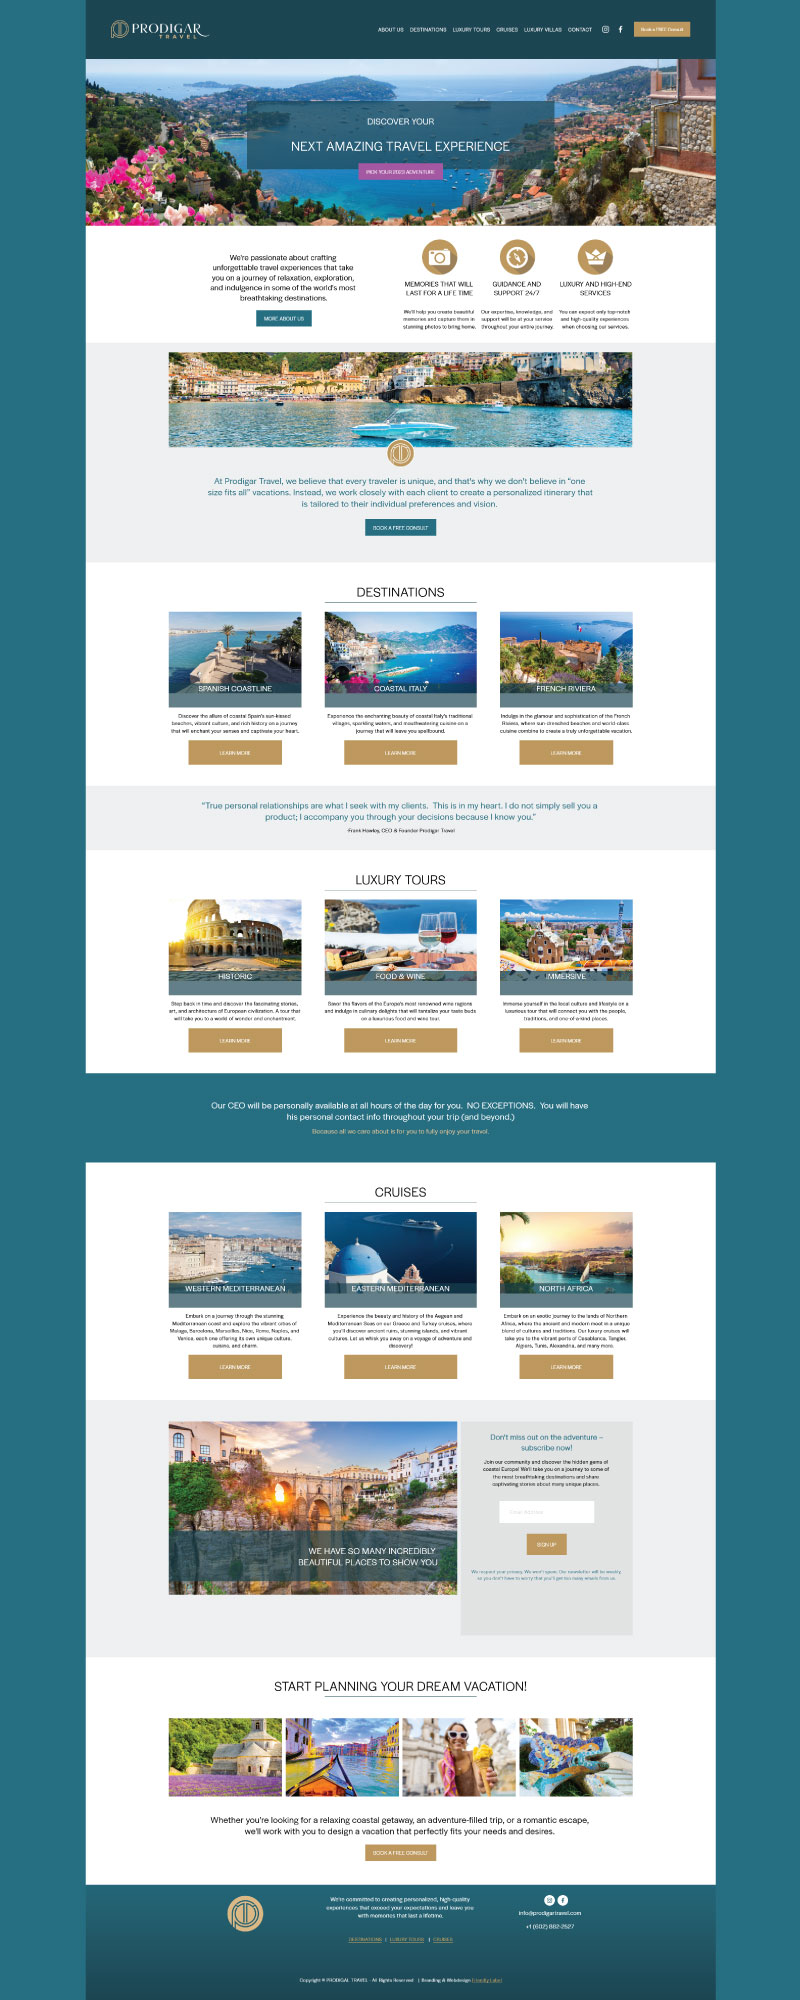 PRODIGAR
TRAVEL
ABOUT US DESTINATIONS LUXURY TOURS CRUISES LUXURY VILLAS CONTACT
Book a FREE Consult
DISCOVER YOUR
NEXT AMAZING TRAVEL EXPERIENCE
PICK YOUR 2023 ADVENTURE
We're passionate about crafting
unforgettable travel experiences that take
you on a journey of relaxation, exploration,
and indulgence in some of the world's most
breathtaking destinations.
MORE ABOUT US
MEMORIES THAT WILL
LAST FOR A LIFE TIME
We'll help you create beautiful
memories and capture them in
stunning photos to bring home.
GUIDANCE AND
SUPPORT 24/7
Our expertise, knowledge, and
support will be at your service
throughout your entire journey.
LUXURY AND HIGH-END
SERVICES
You can expect only top-notch
and high-quality experiences
when choosing our services.
At Prodigar Travel, we believe that every traveler is unique, and that's why we don't believe in "one
size fits all" vacations. Instead, we work closely with each client to create a personalized itinerary that
is tailored to their individual preferences and vision.
BOOK A FREE CONSULT
DESTINATIONS
SPANISH COASTLINE
Discover the allure of coastal Spain's sun-kissed
beaches, vibrant culture, and rich history on a journey
that will enchant your senses and captivate your heart.
LEARN MORE
COASTAL ITALY
Experience the enchanting beauty of coastal Italy's traditional
villages, sparkling waters, and mouthwatering cuisine on a
journey that will leave you spellbound.
LEARN MORE
FRENCH RIVIERA
Indulge in the glamour and sophistication of the French
Riviera, where sun-drenched beaches and world-class
cuisine combine to create a truly unforgettable vacation.
LEARN MORE
"True personal relationships are what I seek with my clients. This is in my heart. I do not simply sell you a
product; I accompany you through your decisions because I know you."
-Frank Hawley, CEO & Founder Prodigar Travel
LUXURY TOURS
HISTORIC
Step back in time and discover the fascinating stories,
art, and architecture of European civilization. A tour that
will take you to a world of wonder and enchantment.
LEARN MORE
FOOD & WINE
Savor the flavors of the Europe's most renowned wine regions
and indulge in culinary delights that will tantalize your taste buds
on a luxurious food and wine tour.
LEARN MORE
IMMERSIVE
Immerse yourself in the local culture and lifestyle on a
luxurious tour that will connect you with the people,
traditions, and one-of-a-kind places.
LEARN MORE
Our CEO will be personally available at all hours of the day for you. NO EXCEPTIONS. You will have
his personal contact info throughout your trip (and beyond.)
Because all we care about is for you to fully enjoy your travel.
CRUISES
WESTERN MEDITERRANEAN
Embark on a journey through the stunning
Mediterranean coast and explore the vibrant cities of
Malaga, Barcelona, Marseilles, Nice, Rome, Naples, and
Venice, each one offering its own unique culture,
cuisine, and charm.
LEARN MORE
EASTERN MEDITERRANEAN
Experience the beauty and history of the Aegean and
Mediterranean Seas on our Greece and Turkey cruises, where
you'll discover ancient ruins, stunning islands, and vibrant
cultures. Let us whisk you away on a voyage of adventure and
discovery!
LEARN MORE
NORTH AFRICA
Embark on an exotic journey to the lands of Northern
Africa, where the ancient and modern meet in a unique
blend of cultures and traditions. Our luxury cruises will
take you to the vibrant ports of Casablanca, Tangier,
Algiers, Tunis, Alexandria, and many more.
LEARN MORE
WE HAVE SO MANY INCREDIBLY
BEAUTIFUL PLACES TO SHOW YOU
Don't miss out on the adventure –
subscribe now!
Join our community and discover the hidden gems of
coastal Europe! We'll take you on a journey to some of
the most breathtaking destinations and share
captivating stories about many unique places.
Email Address
SIGN UP
We respect your privacy. We won't spam. Our newsletter will be weekly,
so you don't have to worry that you'll get too many emails from us.
START PLANNING YOUR DREAM VACATION!
Whether you're looking for a relaxing coastal getaway, an adventure-filled trip, or a romantic escape,
we'll work with you to design a vacation that perfectly fits your needs and desires.
BOOK A FREE CONSULT
We're committed to creating personalized, high-quality
experiences that exceed your expectations and leave you
with memories that last a lifetime.
DESTINATIONS | LUXURY TOURS | CRUISES
info@prodigartravel.com
+1 (602) 882-2527
Copyright © PRODIGAL TRAVEL · All Rights Reserved | Branding & Webdesign Identity Label